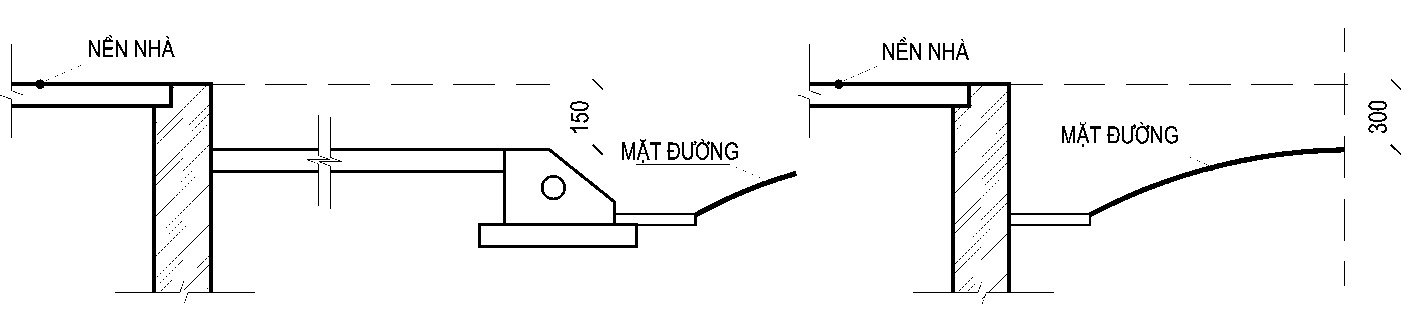 NỀN NHÀ
150
MẶT ĐƯỜNG
NỀN NHÀ
MẶT ĐƯỜNG
300